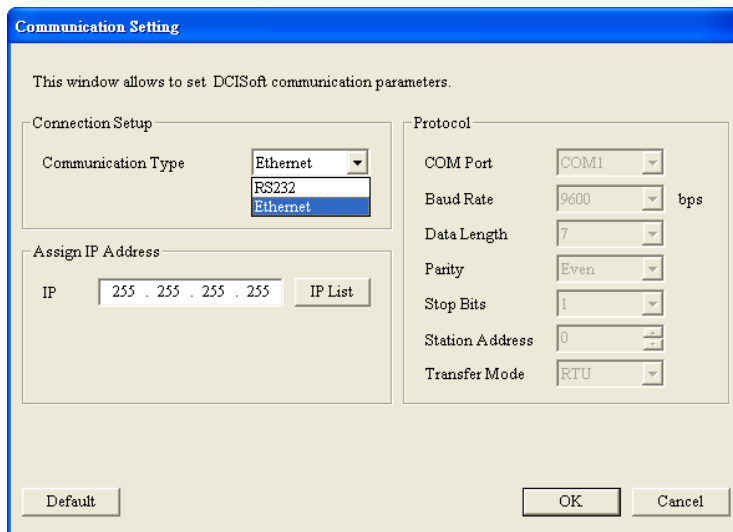 Communication Setting
This window allows to set DCISoft communication parameters.
Connection Setup
Communication Type Ethernet
RS232
Ethernet
Assign IP Address
IP 255 . 255 . 255 . 255 IP List
Protocol
COM Port COM1
Baud Rate 9600 bps
Data Length 7
Parity Even
Stop Bits 1
Station Address 0
Transfer Mode RTU
Default OK Cancel